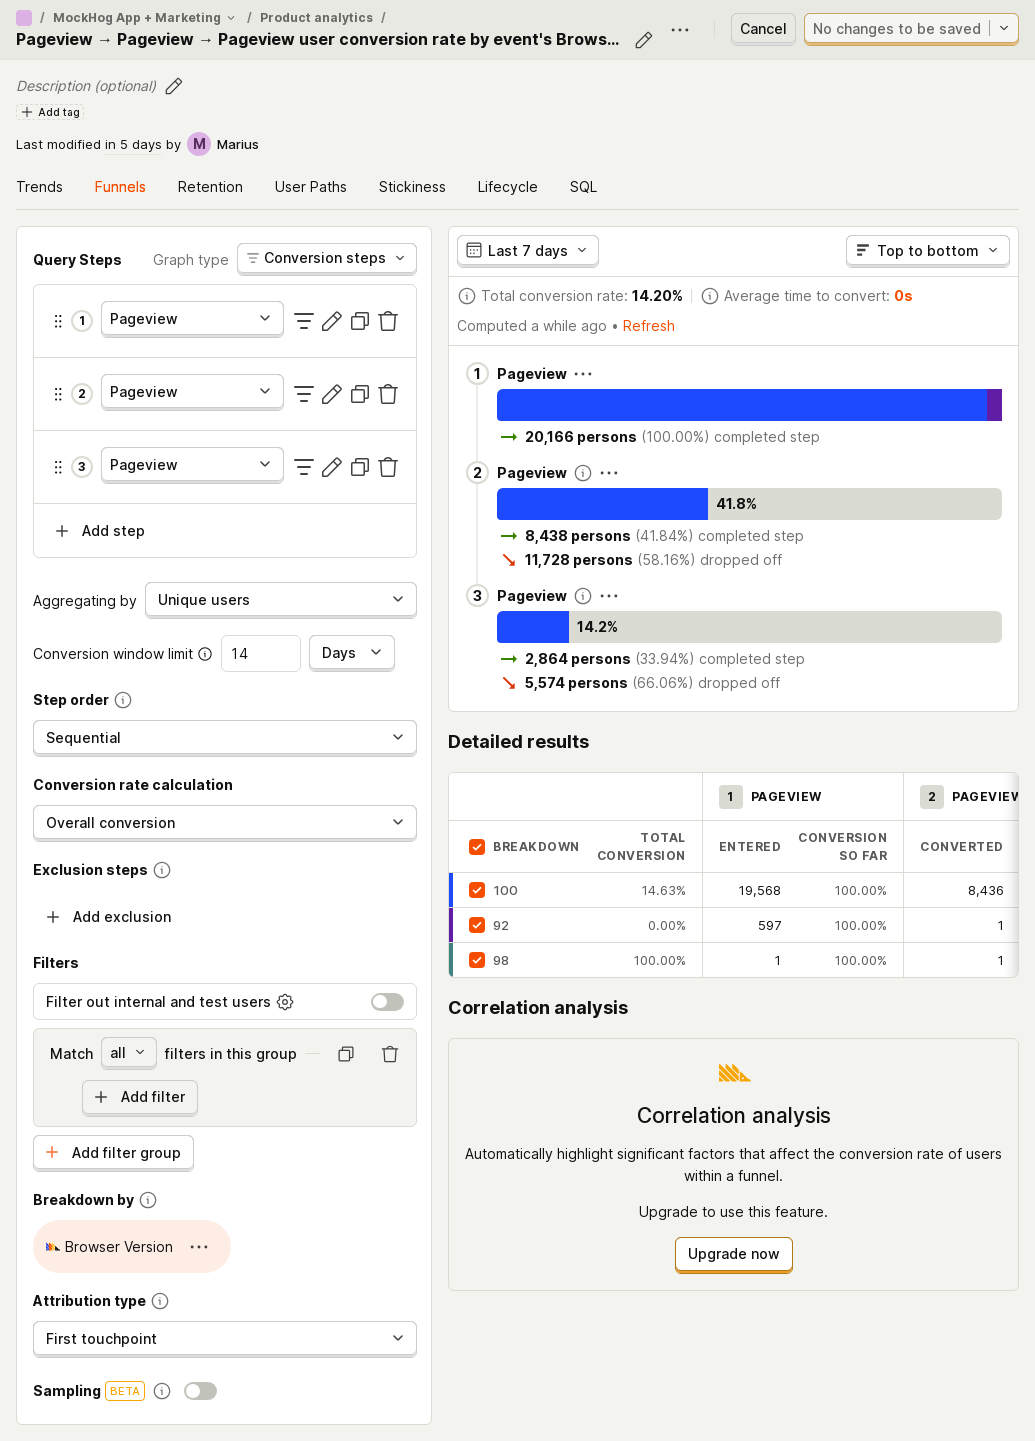 / MockHog App + Marketing / Product analytics /
Pageview → Pageview → Pageview user conversion rate by event's Brows...
Cancel
No changes to be saved
Description (optional)
Add tag
Last modified in 5 days by M Marius
Trends Funnels Retention User Paths Stickiness Lifecycle SQL
Query Steps Graph type Conversion steps
1 Pageview
2 Pageview
3 Pageview
Add step
Aggregating by Unique users
Conversion window limit 14 Days
Step order
Sequential
Conversion rate calculation
Overall conversion
Exclusion steps
Add exclusion
Filters
Filter out internal and test users
Match all filters in this group
Add filter
Add filter group
Breakdown by
Browser Version
Attribution type
First touchpoint
Sampling BETA
Last 7 days Top to bottom
Total conversion rate: 14.20% Average time to convert: 0s
Computed a while ago • Refresh
1 Pageview
20,166 persons (100.00%) completed step
2 Pageview
41.8%
8,438 persons (41.84%) completed step
11,728 persons (58.16%) dropped off
3 Pageview
14.2%
2,864 persons (33.94%) completed step
5,574 persons (66.06%) dropped off
Detailed results
1 PAGEVIEW 2 PAGEVIEW
BREAKDOWN TOTAL CONVERSION ENTERED CONVERSION SO FAR CONVERTED
100 14.63% 19,568 100.00% 8,436
92 0.00% 597 100.00% 1
98 100.00% 1 100.00% 1
Correlation analysis
Correlation analysis
Automatically highlight significant factors that affect the conversion rate of users
within a funnel.
Upgrade to use this feature.
Upgrade now